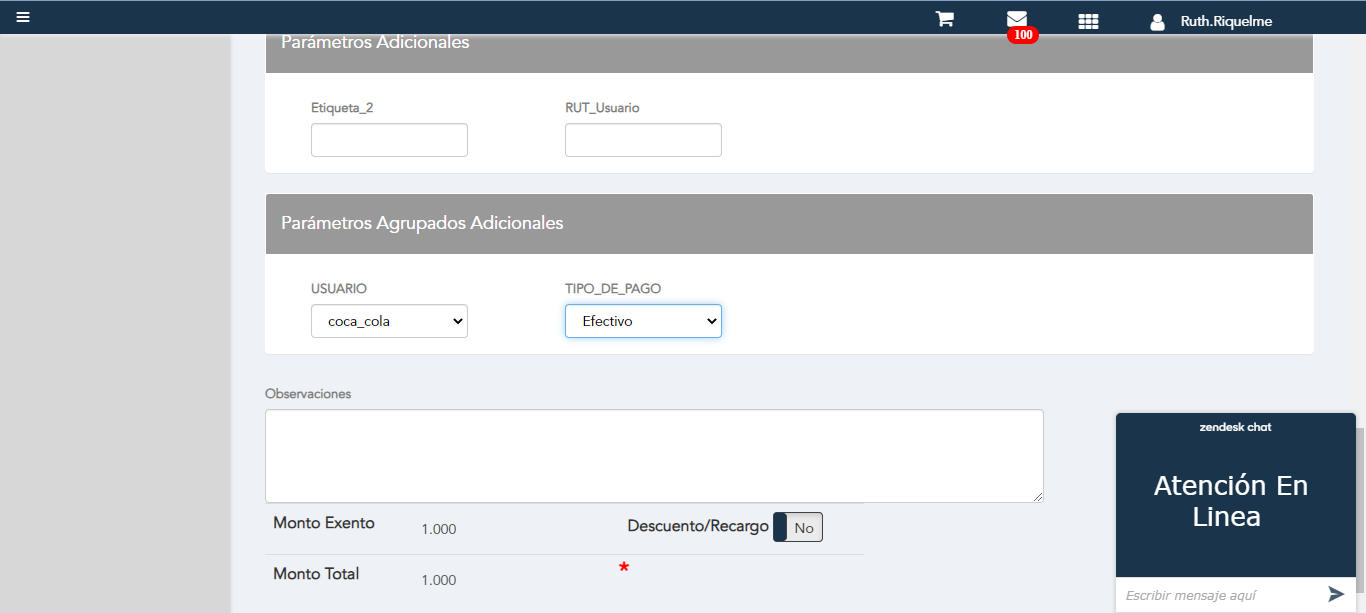 Ruth.Riquelme
100
Parámetros Adicionales
Etiqueta_2 RUT_Usuario
Parámetros Agrupados Adicionales
USUARIO TIPO_DE_PAGO
coca_cola Efectivo
Observaciones
Monto Exento 1.000 Descuento/Recargo No
Monto Total 1.000 *
zendesk chat
Atención En
Linea
Escribir mensaje aquí